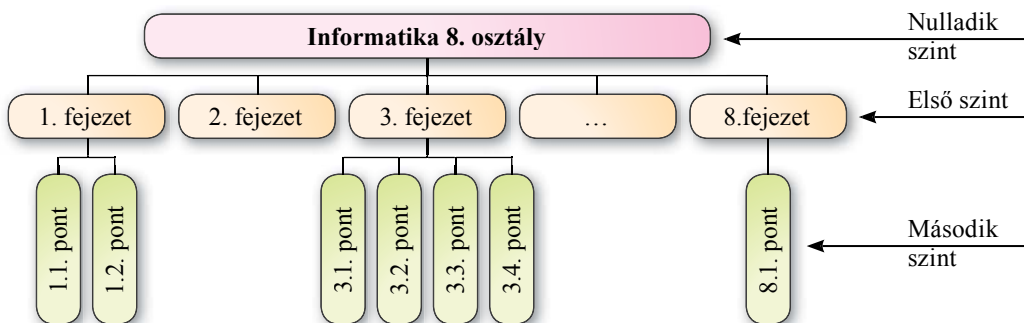 Informatika 8. osztály
Nulladik
szint
1. fejezet
2. fejezet
3. fejezet
…
8.fejezet
Első szint
1.1. pont
1.2. pont
3.1. pont
3.2. pont
3.3. pont
3.4. pont
8.1. pont
Második
szint